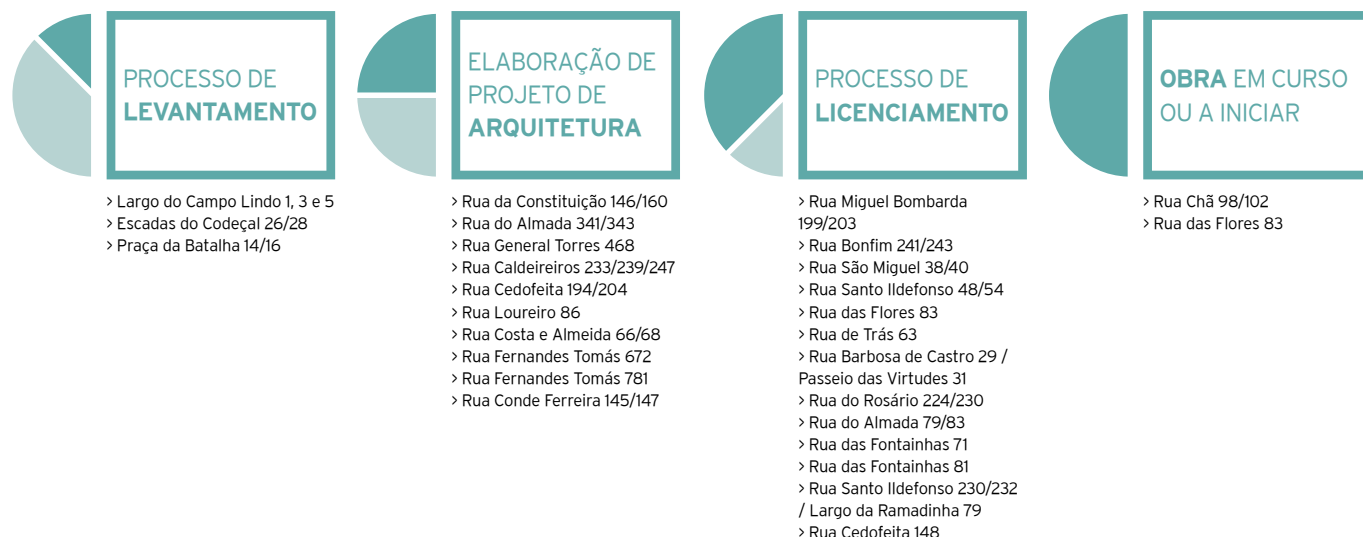 PROCESSO DE
LEVANTAMENTO
> Largo do Campo Lindo 1, 3 e 5
> Escadas do Codeçal 26/28
> Praça da Batalha 14/16
ELABORAÇÃO DE
PROJETO DE
ARQUITETURA
> Rua da Constituição 146/160
> Rua do Almada 341/343
> Rua General Torres 468
> Rua Caldeireiros 233/239/247
> Rua Cedofeita 194/204
> Rua Loureiro 86
> Rua Costa e Almeida 66/68
> Rua Fernandes Tomás 672
> Rua Fernandes Tomás 781
> Rua Conde Ferreira 145/147
PROCESSO DE
LICENCIAMENTO
> Rua Miguel Bombarda
199/203
> Rua Bonfim 241/243
> Rua São Miguel 38/40
> Rua Santo Ildefonso 48/54
> Rua das Flores 83
> Rua de Trás 63
> Rua Barbosa de Castro 29 /
Passeio das Virtudes 31
> Rua do Rosário 224/230
> Rua do Almada 79/83
> Rua das Fontainhas 71
> Rua das Fontainhas 81
> Rua Santo Ildefonso 230/232
/ Largo da Ramadinha 79
> Rua Cedofeita 148
OBRA EM CURSO
OU A INICIAR
> Rua Chã 98/102
> Rua das Flores 83